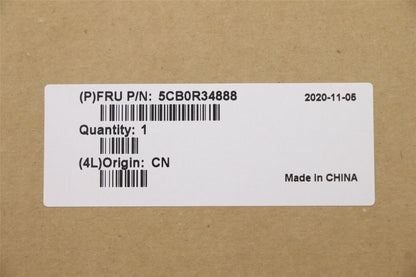 (P)FRU P/N: 5CB0R34888
2020-11-05
Quantity: 1
(4L)Origin: CN
Made in CHINA